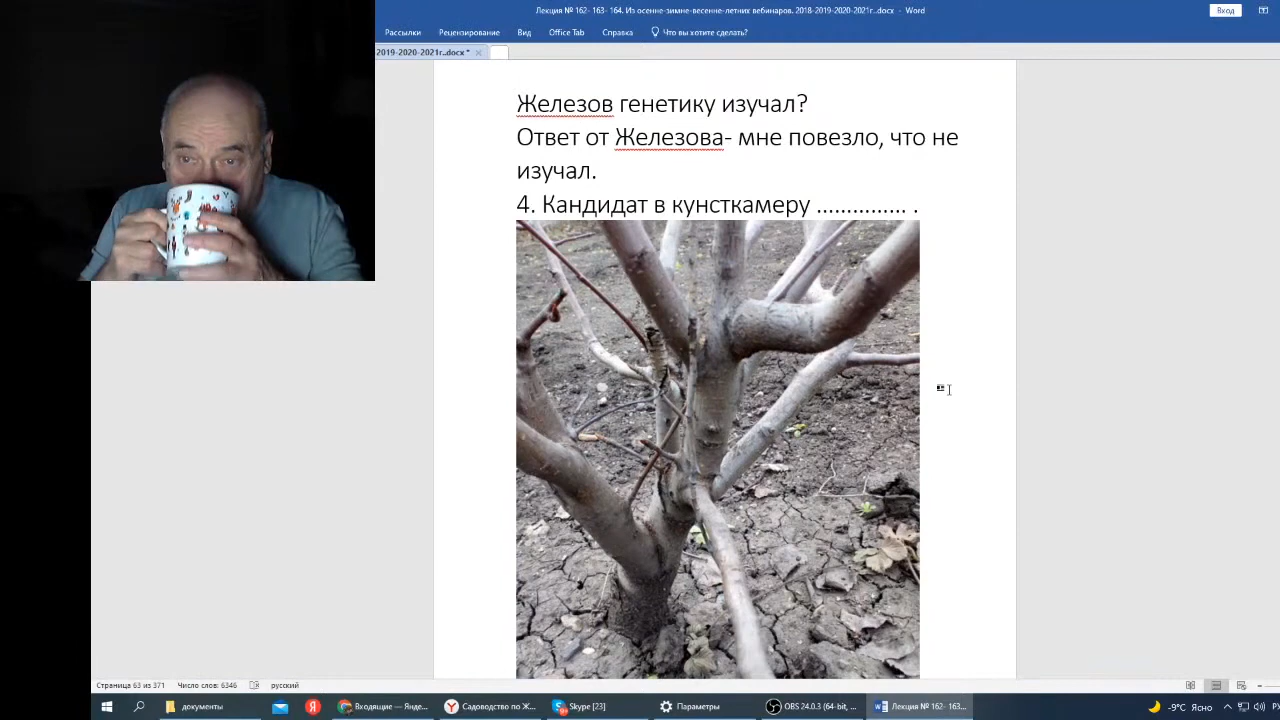 Лекция № 162- 163- 164. Из осенне-зимне-весенне-летних вебинаров. 2018-2019-2020-2021г..docx - Word
Вход
Рассылки Рецензирование Вид Office Tab Справка Что вы хотите сделать?
2019-2020-2021г..docx *
Железов генетику изучал?
Ответ от Железова- мне повезло, что не
изучал.
4. Кандидат в кунсткамеру ............... .
Страница 63 из 371 Число слов: 6346 русский
документы Входящие — Янде... Садоводство по Ж... Skype [23] Параметры OBS 24.0.3 (64-bit, ... Лекция № 162- 163... -9°C Ясно